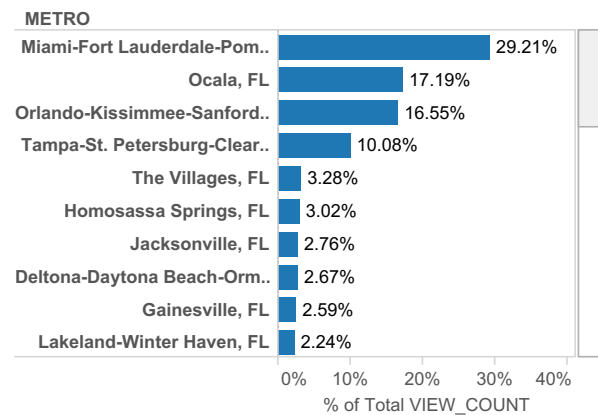 METRO
Miami-Fort Lauderdale-Pom.. 29.21%
Ocala, FL 17.19%
Orlando-Kissimmee-Sanford.. 16.55%
Tampa-St. Petersburg-Clear.. 10.08%
The Villages, FL 3.28%
Homosassa Springs, FL 3.02%
Jacksonville, FL 2.76%
Deltona-Daytona Beach-Orm.. 2.67%
Gainesville, FL 2.59%
Lakeland-Winter Haven, FL 2.24%
0% 10% 20% 30% 40%
% of Total VIEW_COUNT